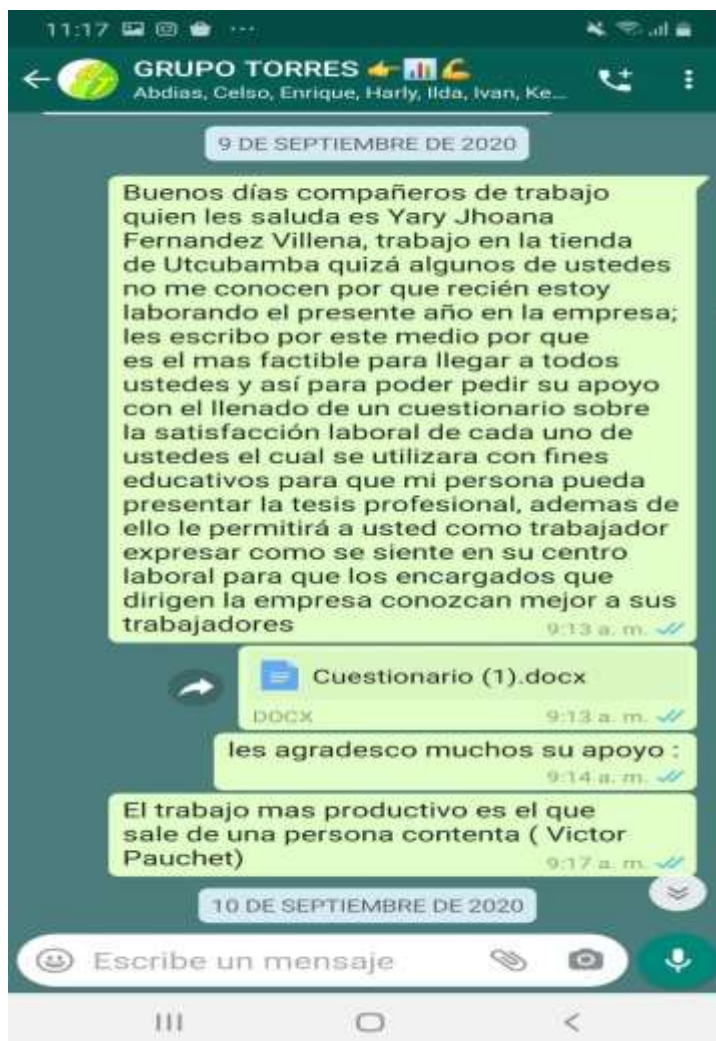 11:17
GRUPO TORRES
Abdias, Celso, Enrique, Harly, Ilda, Ivan, Ke...
9 DE SEPTIEMBRE DE 2020
Buenos días compañeros de trabajo
quien les saluda es Yary Jhoana
Fernandez Villena, trabajo en la tienda
de Utcubamba quizá algunos de ustedes
no me conocen por que recién estoy
laborando el presente año en la empresa;
les escribo por este medio por que
es el mas factible para llegar a todos
ustedes y así para poder pedir su apoyo
con el llenado de un cuestionario sobre
la satisfacción laboral de cada uno de
ustedes el cual se utilizara con fines
educativos para que mi persona pueda
presentar la tesis profesional, ademas de
ello le permitirá a usted como trabajador
expresar como se siente en su centro
laboral para que los encargados que
dirigen la empresa conozcan mejor a sus
trabajadores
9:13 a. m.
Cuestionario (1).docx
DOCX 9:13 a. m.
les agradesco muchos su apoyo :
9:14 a. m.
El trabajo mas productivo es el que
sale de una persona contenta ( Victor
Pauchet)
9:17 a. m.
10 DE SEPTIEMBRE DE 2020
Escribe un mensaje